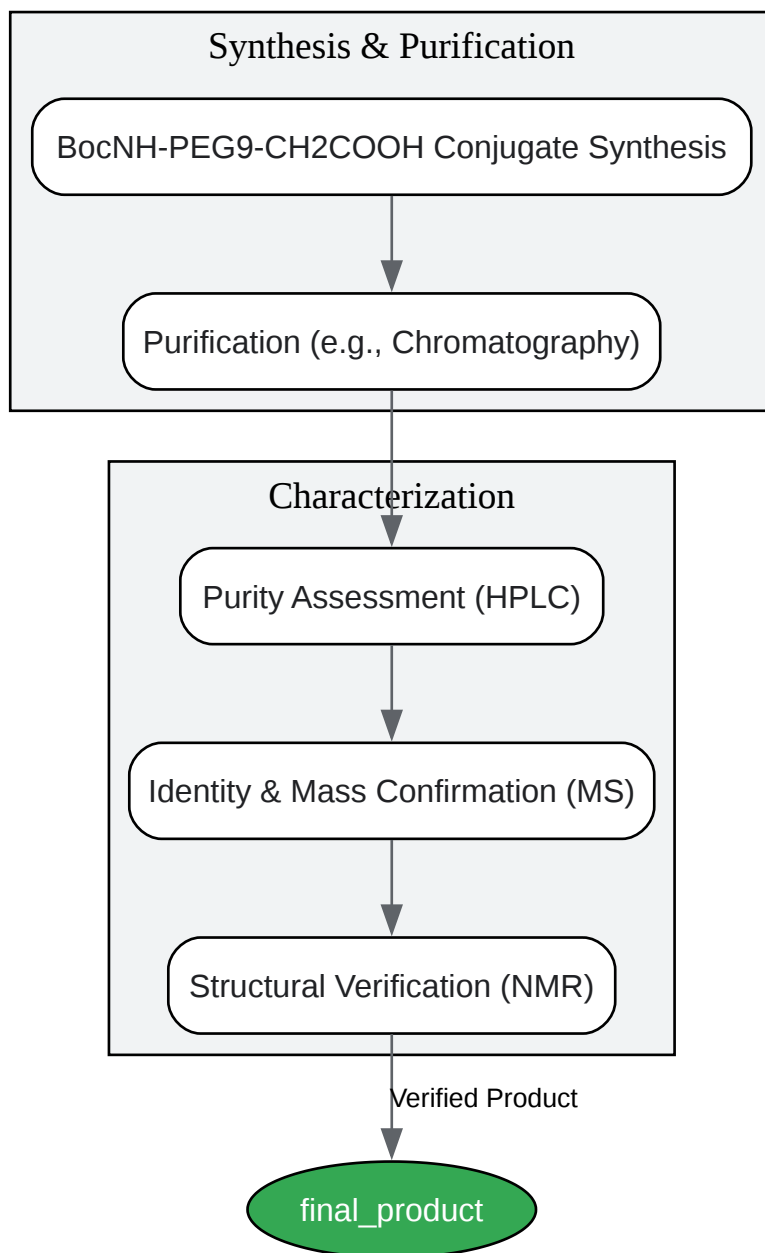 Synthesis & Purification
BocNH-PEG9-CH2COOH Conjugate Synthesis
Purification (e.g., Chromatography)
Characterization
Purity Assessment (HPLC)
Identity & Mass Confirmation (MS)
Structural Verification (NMR)
Verified Product
final_product